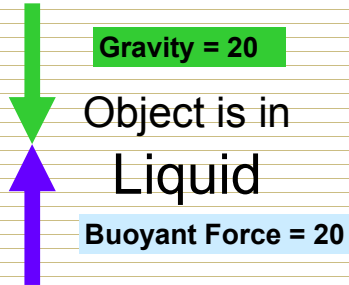 Gravity = 20
Object is in
Liquid
Buoyant Force = 20